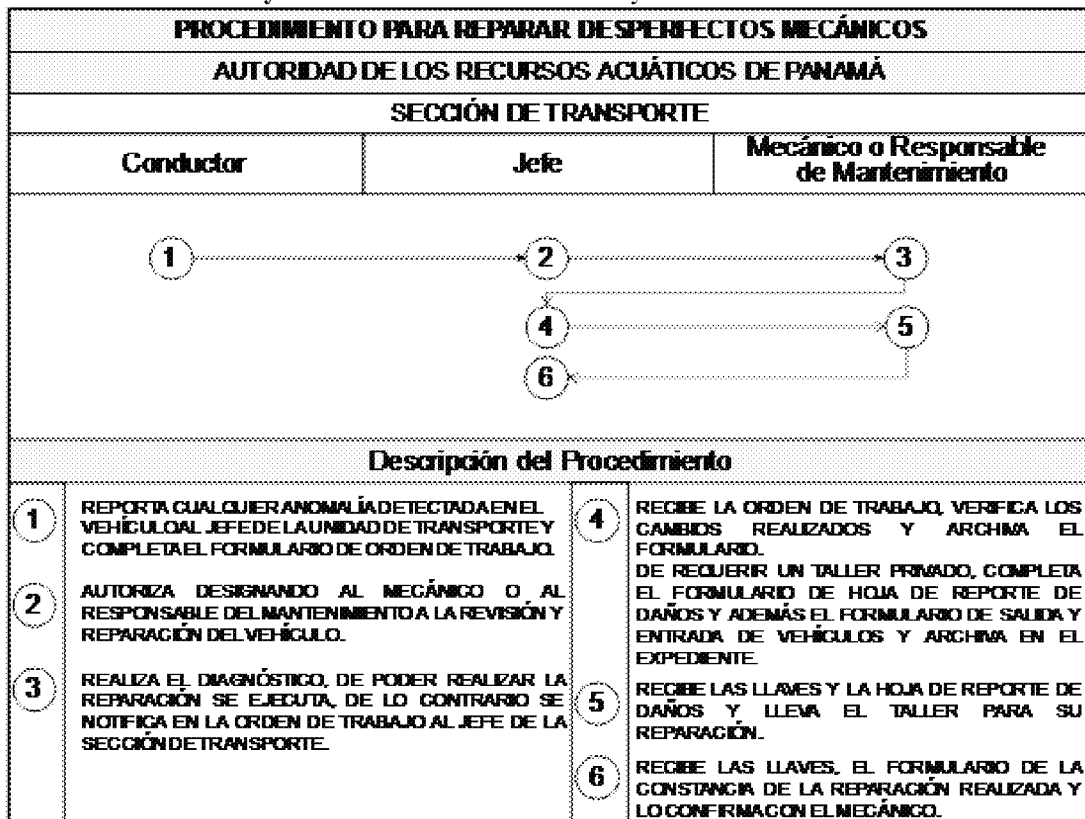 PROCEDIMIENTO PARA REPARAR DESPERFECTOS MECÁNICOS
AUTORIDAD DE LOS RECURSOS ACUÁTICOS DE PANAMÁ
SECCIÓN DE TRANSPORTE
Conductor
Jefe
Mecánico o Responsable
de Mantenimiento
1
2
3
4
5
6
Descripción del Procedimiento
1
REPORTA CUALQUIER ANOMALÍA DETECTADA EN EL
VEHÍCULO AL JEFE DE LA UNIDAD DE TRANSPORTE Y
COMPLETA EL FORMULARIO DE ORDEN DE TRABAJO.
2
AUTORIZA DESIGNANDO AL MECÁNICO O AL
RESPONSABLE DEL MANTENIMIENTO A LA REVISIÓN Y
REPARACIÓN DEL VEHÍCULO.
3
REALIZA EL DIAGNÓSTICO, DE PODER REALIZAR LA
REPARACIÓN SE EJECUTA, DE LO CONTRARIO SE
NOTIFICA EN LA ORDEN DE TRABAJO AL JEFE DE LA
SECCIÓN DE TRANSPORTE.
4
RECIBE LA ORDEN DE TRABAJO, VERIFICA LOS
CAMBIOS REALIZADOS Y ARCHIVA EL
FORMULARIO.
DE REQUERIR UN TALLER PRIVADO, COMPLETA
EL FORMULARIO DE HOJA DE REPORTE DE
DAÑOS Y ADEMÁS EL FORMULARIO DE SALIDA Y
ENTRADA DE VEHÍCULOS Y ARCHIVA EN EL
EXPEDIENTE.
5
RECIBE LAS LLAVES Y LA HOJA DE REPORTE DE
DAÑOS Y LLEVA EL TALLER PARA SU
REPARACIÓN.
6
RECIBE LAS LLAVES, EL FORMULARIO DE LA
CONSTANCIA DE LA REPARACIÓN REALIZADA Y
LO CONFIRMA CON EL MECÁNICO.